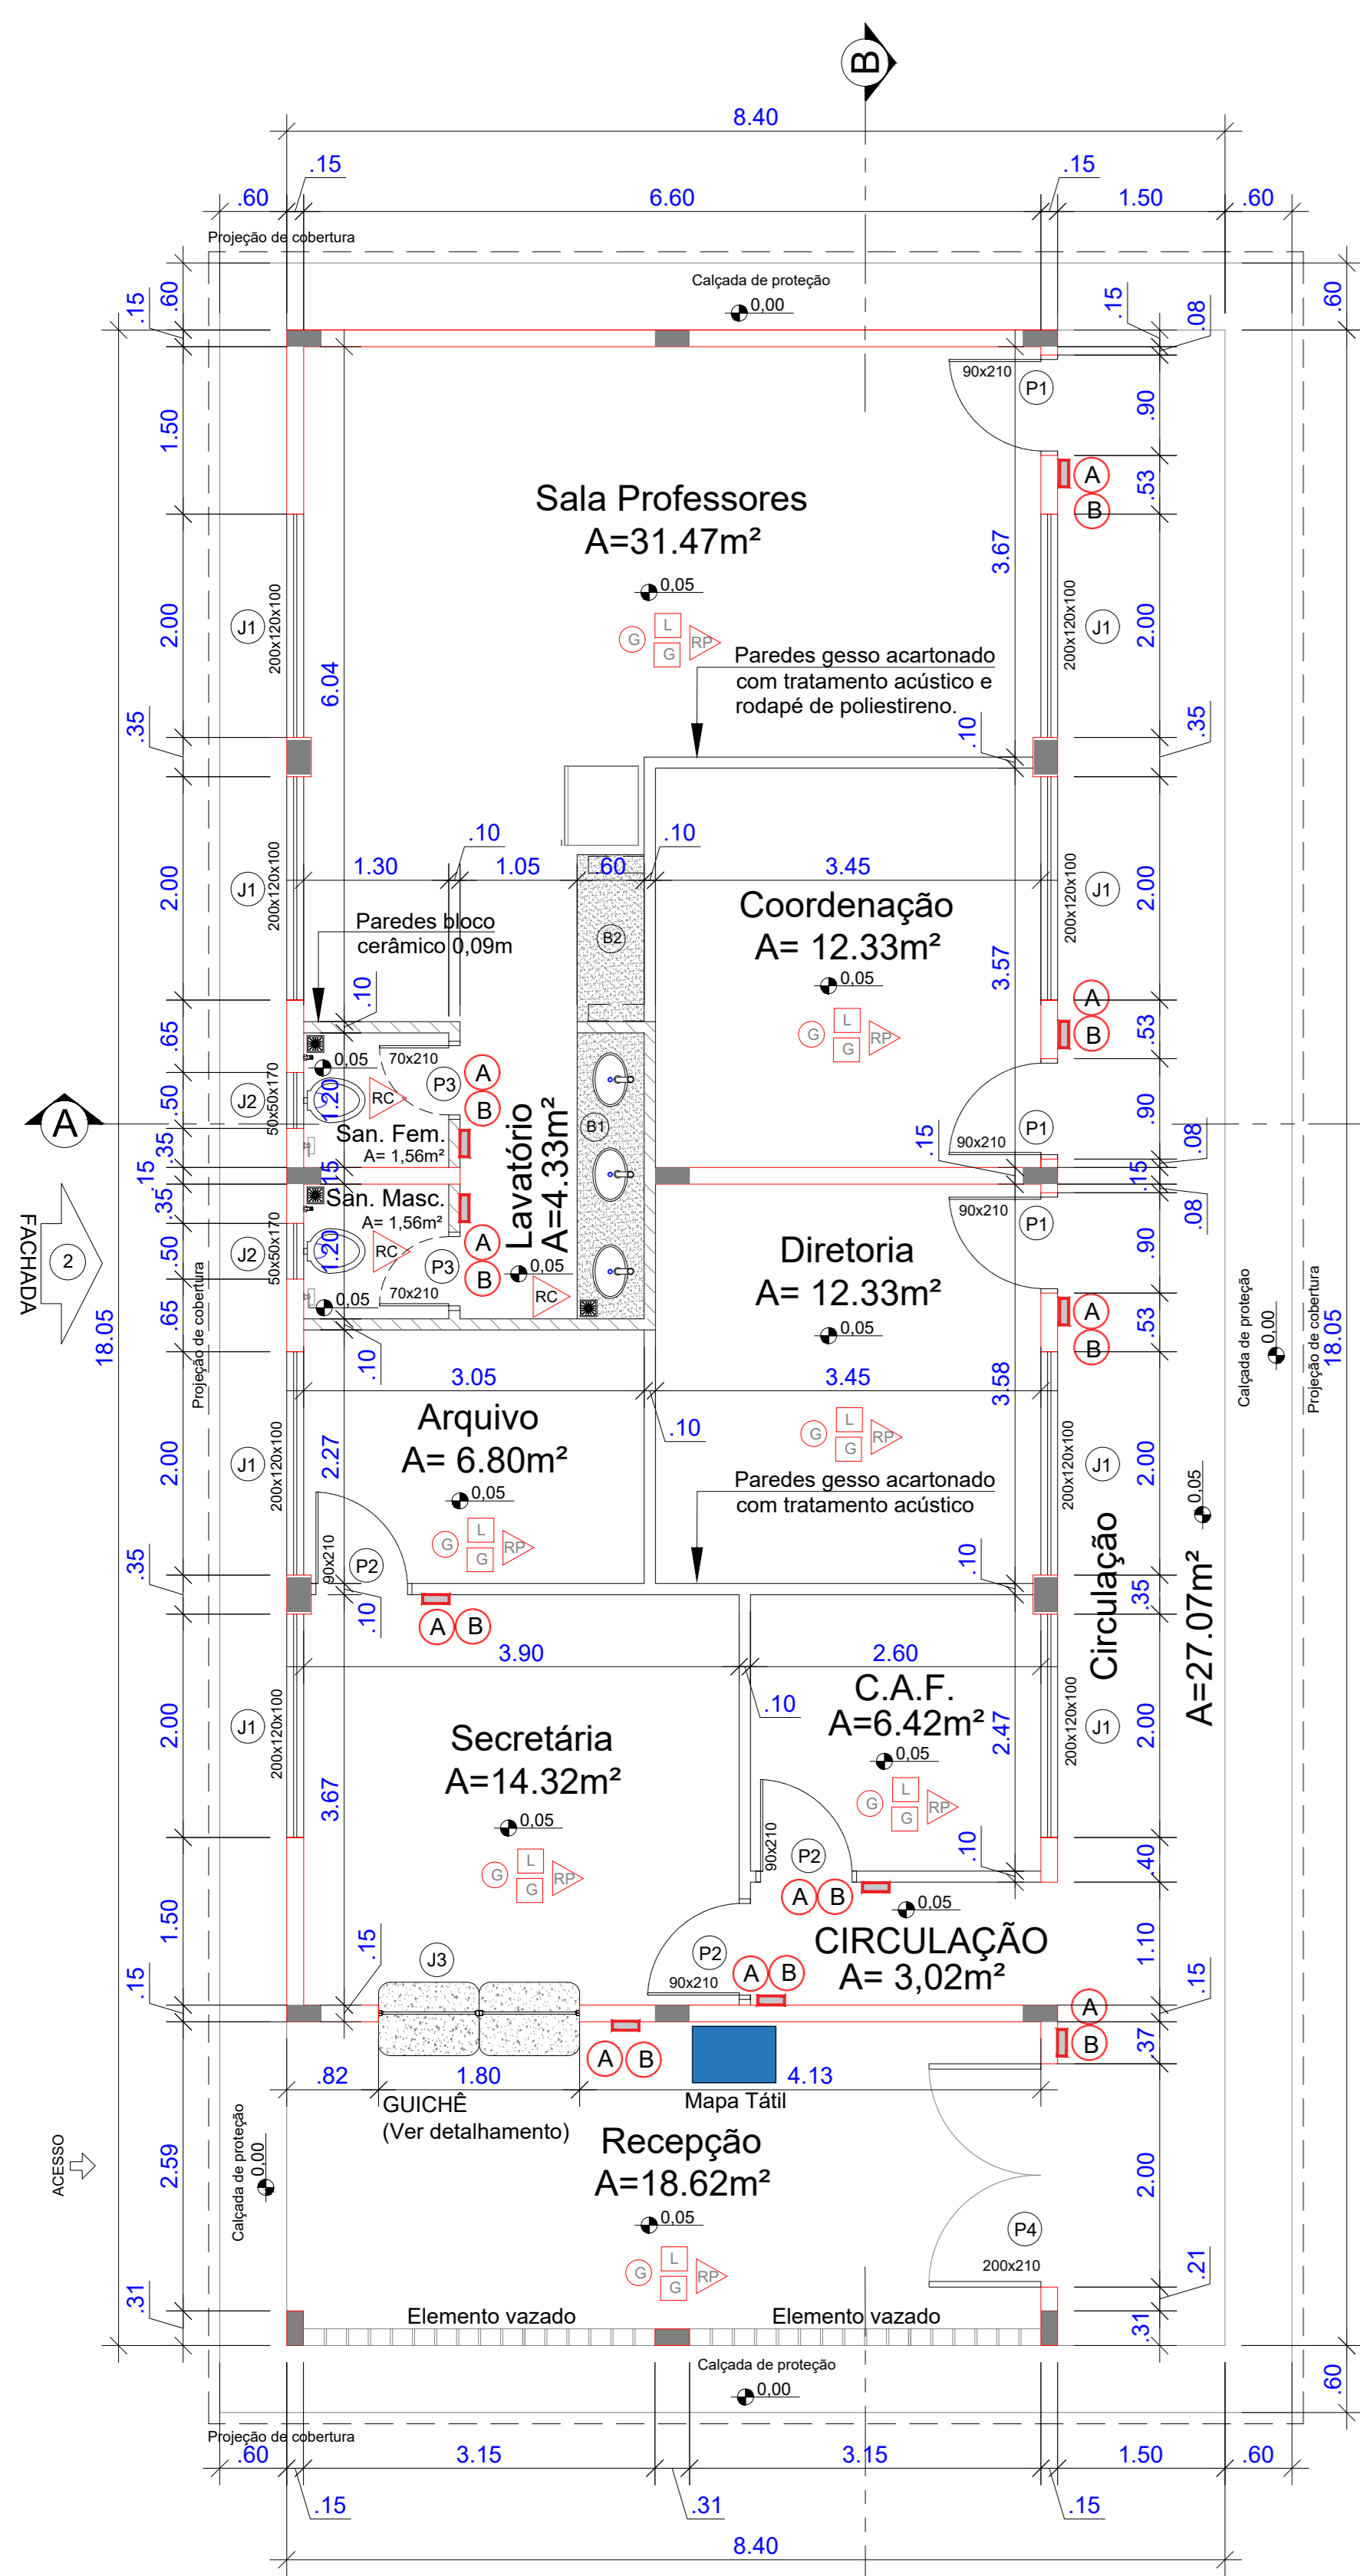 B
8.40
.15
.15
.60
6.60
1.50
.60
Projeção de cobertura
Calçada de proteção
0,00
.15
.60
.15
.08
.60
90x210
P1
1.50
.90
.53
A
B
Sala Professores
A=31.47m²
3.67
0,05
G
L
G
RP
2.00
J1
200x120x100
200x120x100
J1
2.00
6.04
Paredes gesso acartonado
com tratamento acústico e
rodapé de poliestireno.
.10
.35
.35
.10
.10
1.30
1.05
.60
3.45
2.00
J1
200x120x100
200x120x100
J1
2.00
Coordenação
A= 12.33m²
Paredes bloco
cerâmico 0,09m
B2
3.57
0,05
.10
G
L
G
RP
A
B
.53
.65
0,05
70x210
P3
A
B
J2
50x50x170
.50
1.20
RC
San. Fem.
A= 1,56m²
Lavatório
A=4.33m²
B1
.90
P1
90x210
.15
.08
A
.35
.15
.15
.15
.35
San. Masc.
A= 1,56m²
90x210
P1
.08
FACHADA
2
J2
50x50x170
.50
1.20
RC
P3
A
B
70x210
0,05
0,05
RC
Diretoria
A= 12.33m²
0,05
.90
.65
A
B
.53
18.05
Projeção de cobertura
Calçada de proteção
0,00
Projeção de cobertura
18.05
.10
3.05
3.45
3.58
.10
Arquivo
A= 6.80m²
0,05
2.27
2.00
J1
200x120x100
G
L
G
RP
G
L
G
RP
200x120x100
J1
2.00
Paredes gesso acartonado
com tratamento acústico
0,05
Circulação
A=27.07m²
90x210
P2
.35
.10
.10
.35
A
B
3.90
2.60
.10
2.00
J1
200x120x100
200x120x100
J1
2.00
C.A.F.
A=6.42m²
2.47
0,05
Secretária
A=14.32m²
0,05
3.67
G
L
G
RP
G
L
G
RP
90x210
P2
.10
.40
A
B
0,05
1.50
.15
J3
P2
90x210
CIRCULAÇÃO
A= 3,02m²
A
B
1.10
.15
.15
A
B
.37
A
B
.82
1.80
4.13
GUICHÊ
(Ver detalhamento)
Mapa Tátil
ACESSO
Calçada de proteção
0,00
2.59
Recepção
A=18.62m²
0,05
G
L
G
RP
2.00
P4
200x210
.21
.31
Elemento vazado
Elemento vazado
.31
Calçada de proteção
0,00
.60
Projeção de cobertura
.60
3.15
3.15
1.50
.60
.15
.31
.15
8.40